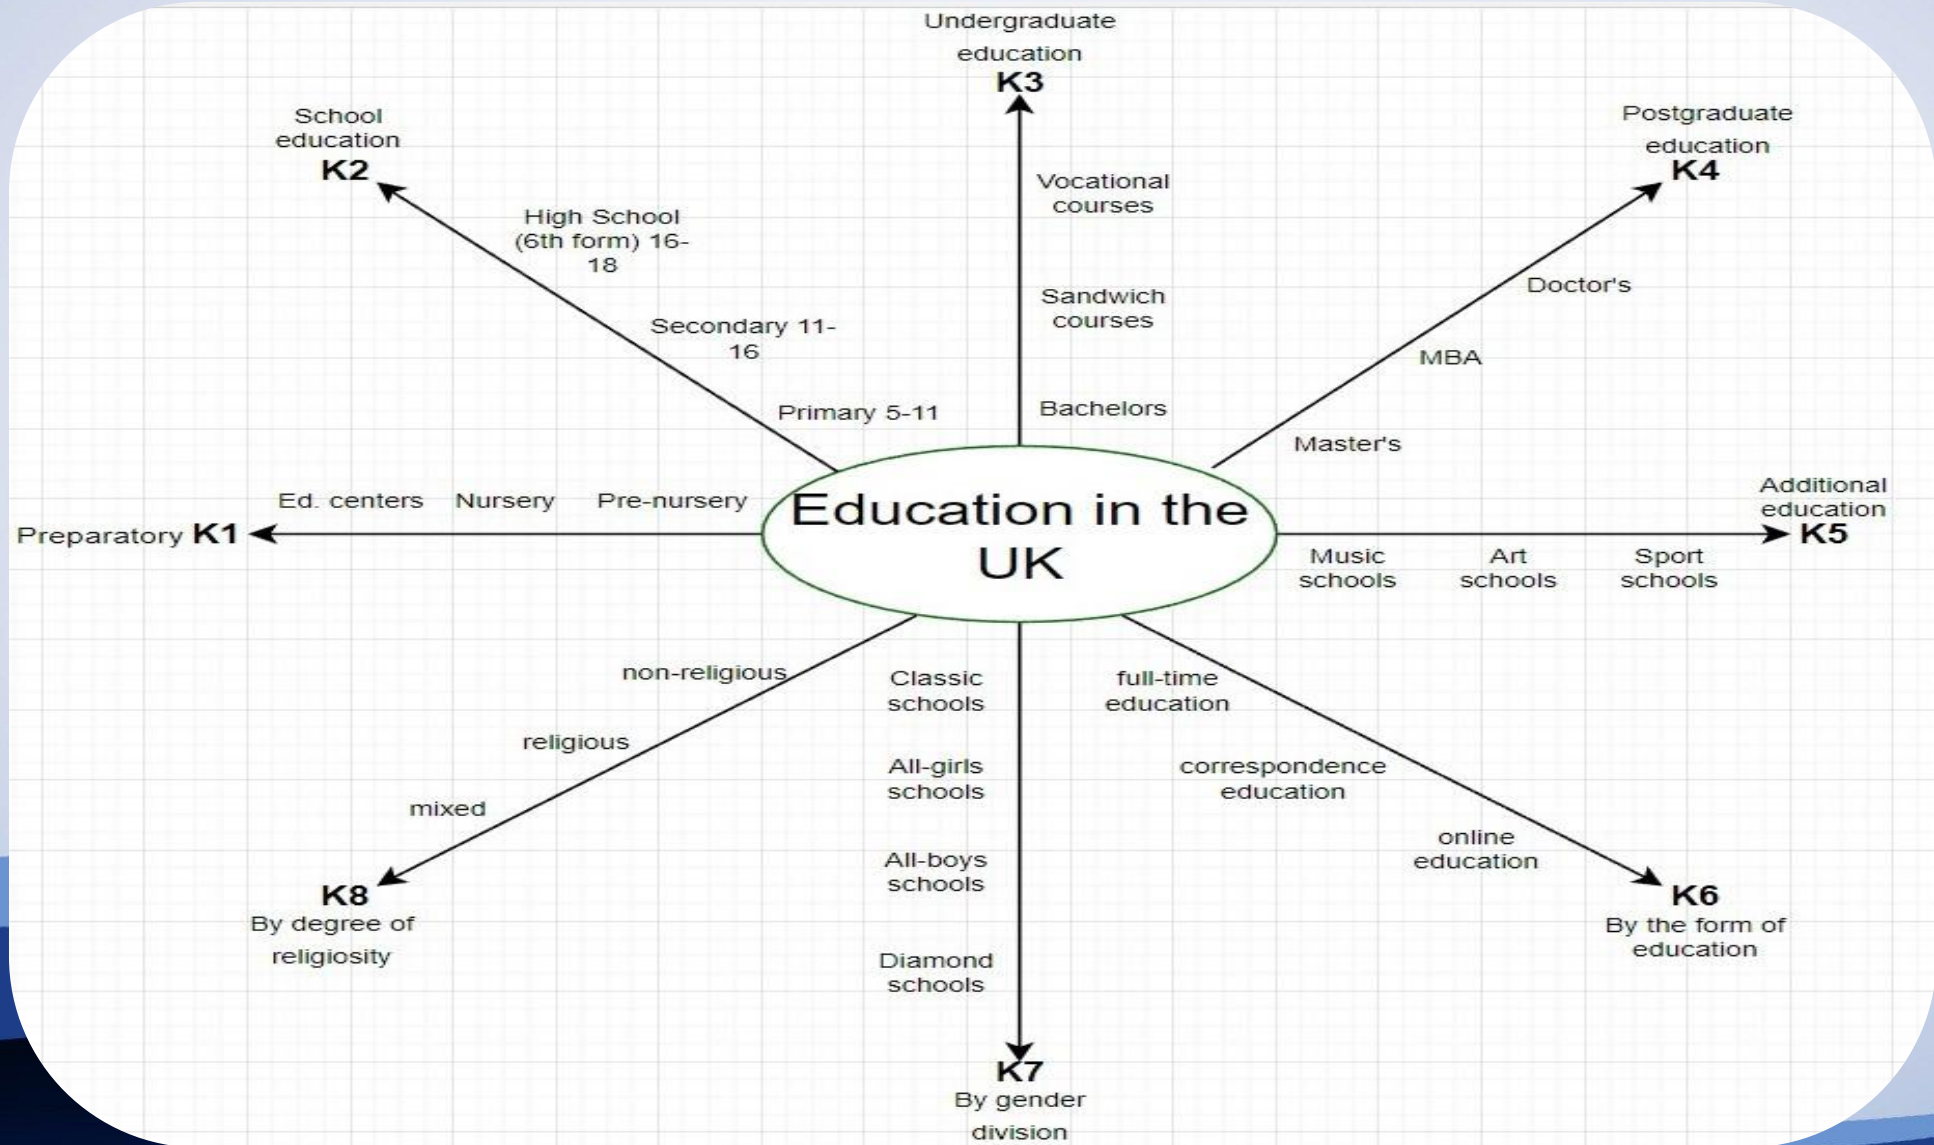 Undergraduate
education
K3
School
education
K2
Postgraduate
education
K4
Vocational
courses
High School
(6th form) 16-
18
Sandwich
courses
Doctor's
Secondary 11-
16
MBA
Primary 5-11
Bachelors
Master's
Ed. centers Nursery Pre-nursery
Preparatory K1
Education in the
UK
Additional
education
K5
Music
schools
Art
schools
Sport
schools
non-religious
religious
mixed
K8
By degree of
religiosity
Classic
schools
All-girls
schools
All-boys
schools
Diamond
schools
K7
By gender
division
full-time
education
correspondence
education
online
education
K6
By the form of
education